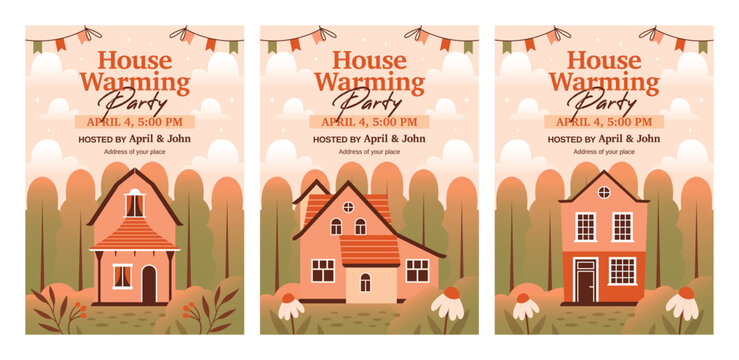 House
Warming
Party
APRIL 4, 5:00 PM
HOSTED BY April & John
Address of your place
House
Warming
Party
APRIL 4, 5:00 PM
HOSTED BY April & John
Address of your place
House
Warming
Party
APRIL 4, 5:00 PM
HOSTED BY April & John
Address of your place